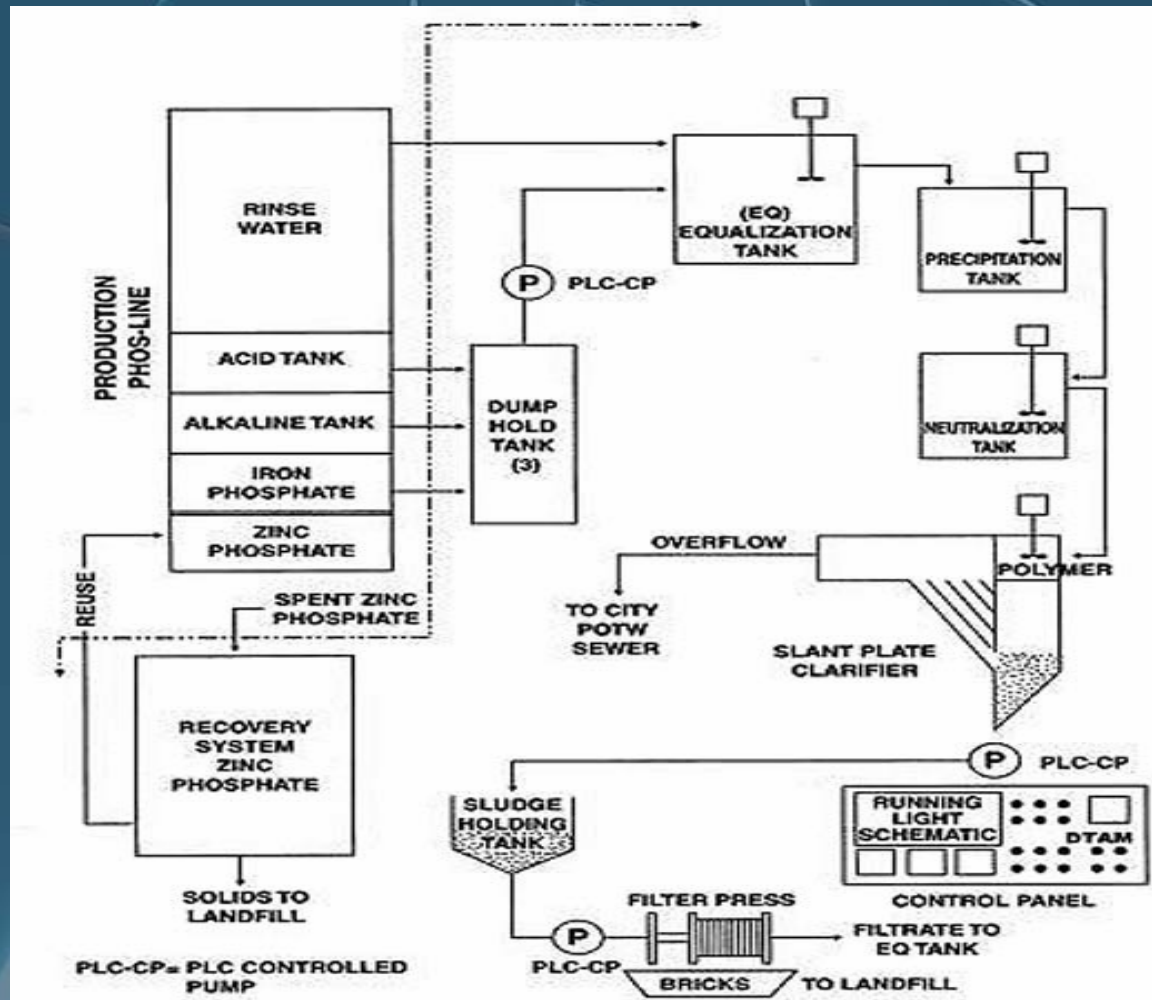 PRODUCTION
PHOS-LINE
RINSE
WATER
ACID TANK
ALKALINE TANK
IRON
PHOSPHATE
ZINC
PHOSPHATE
REUSE
SPENT ZINC
PHOSPHATE
RECOVERY
SYSTEM
ZINC
PHOSPHATE
SOLIDS TO
LANDFILL
PLC-CP= PLC CONTROLLED
PUMP
DUMP
HOLD
TANK
(3)
P
PLC-CP
(EQ)
EQUALIZATION
TANK
PRECIPITATION
TANK
NEUTRALIZATION
TANK
POLYMER
OVERFLOW
TO CITY
POTW
SEWER
SLANT PLATE
CLARIFIER
P
PLC-CP
SLUDGE
HOLDING
TANK
RUNNING
LIGHT
SCHEMATIC
DTAM
CONTROL PANEL
P
PLC-CP
FILTER PRESS
FILTRATE TO
EQ TANK
BRICKS
TO LANDFILL